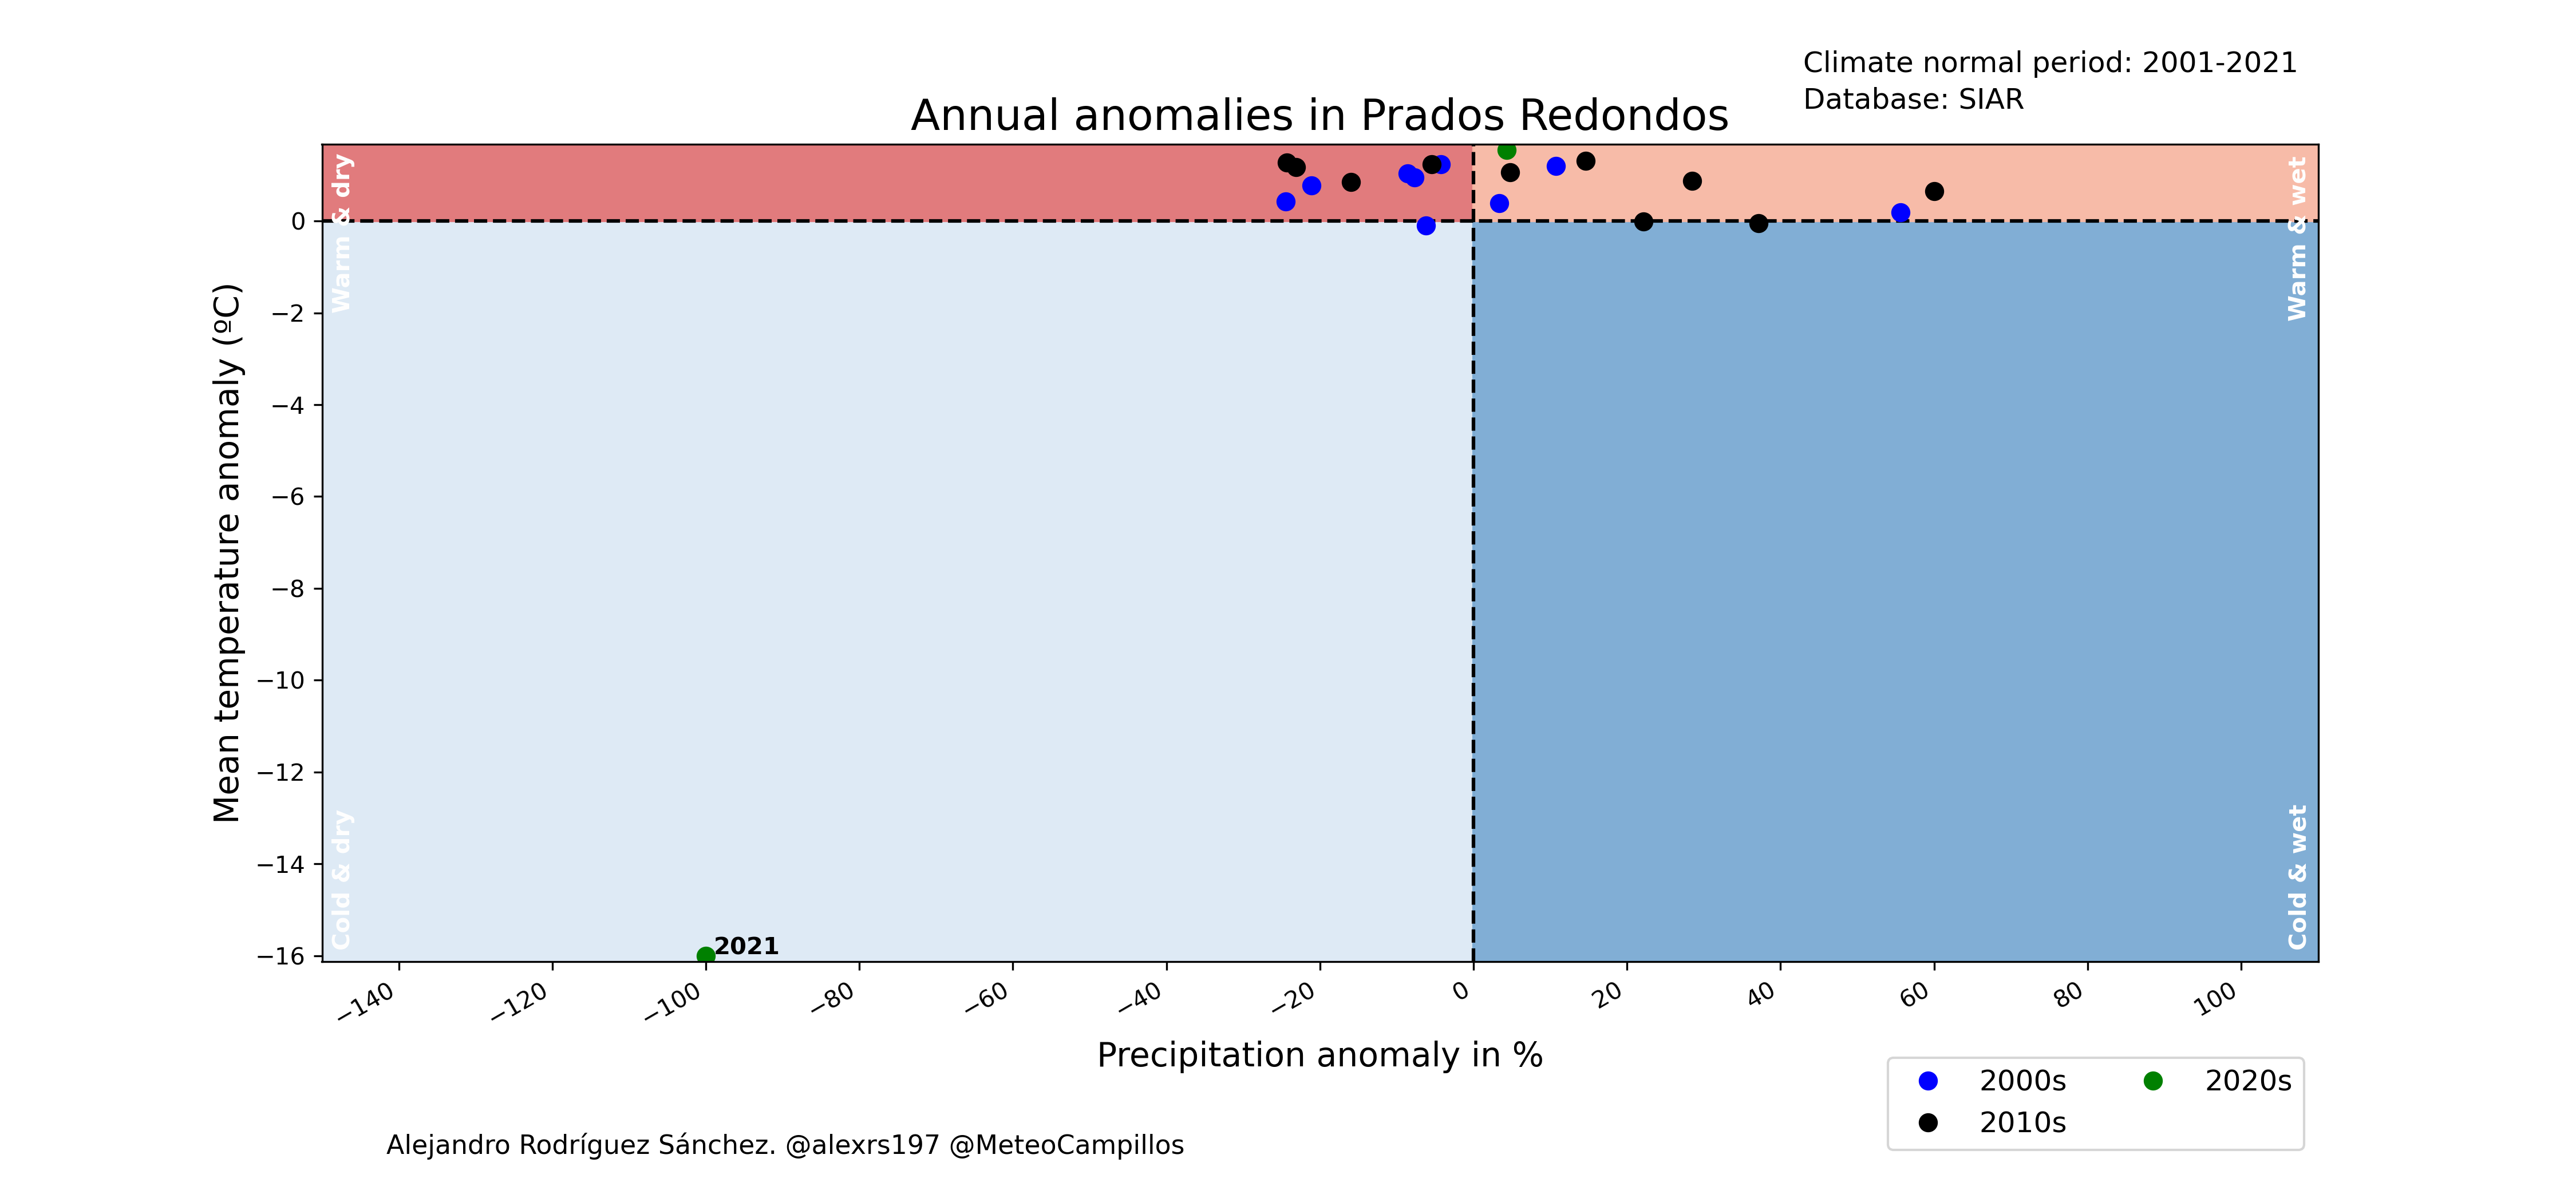 Climate normal period: 2001-2021
Database: SIAR
Annual anomalies in Prados Redondos
Warm & dry
Warm & wet
Cold & dry
Cold & wet
Mean temperature anomaly (ºC)
0
−2
−4
−6
−8
−10
−12
−14
−16
2021
−140
−120
−100
−80
−60
−40
−20
0
20
40
60
80
100
Precipitation anomaly in %
2000s
2010s
2020s
Alejandro Rodríguez Sánchez. @alexrs197 @MeteoCampillos